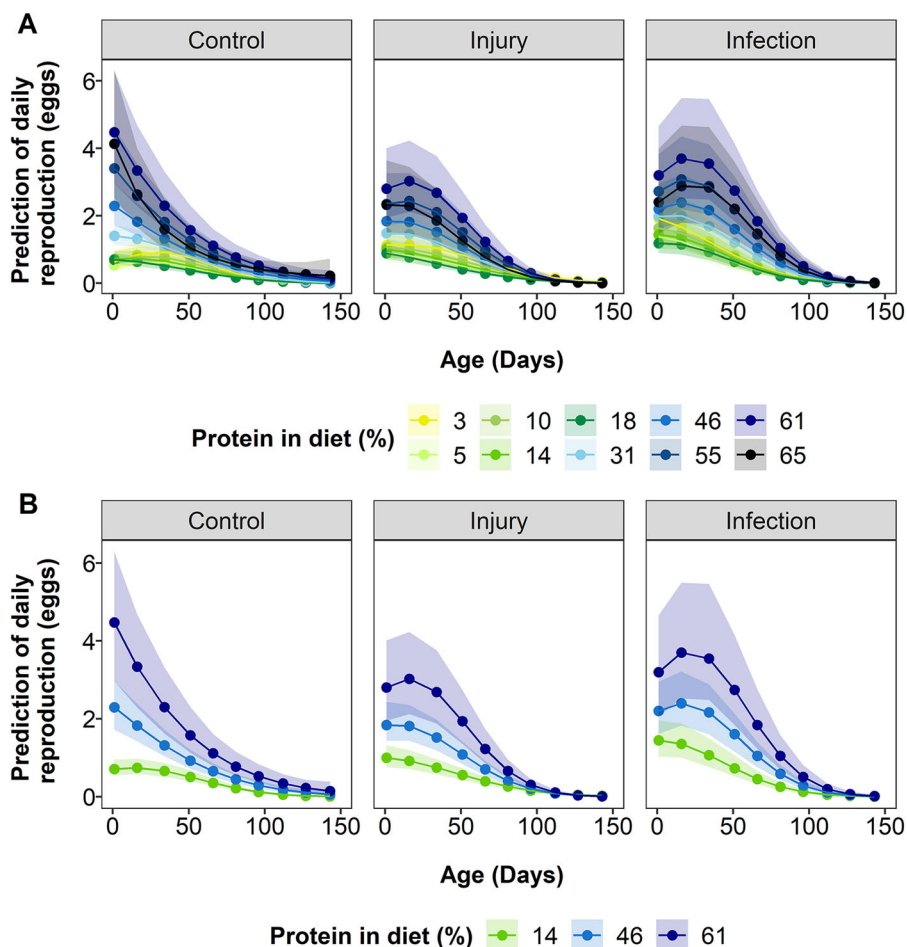 A
Control Injury Infection
Prediction of daily
reproduction (eggs)
6
4
2
0
0 50 100 150 0 50 100 150 0 50 100 150
Age (Days)
Protein in diet (%)
3 10 18 46 61
5 14 31 55 65
B
Control Injury Infection
Prediction of daily
reproduction (eggs)
6
4
2
0
0 50 100 150 0 50 100 150 0 50 100 150
Age (Days)
Protein in diet (%) 14 46 61